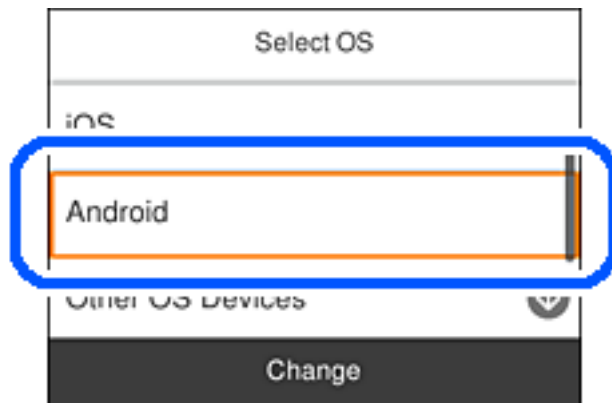 Select OS
iOS
Android
Other OS Devices
Change